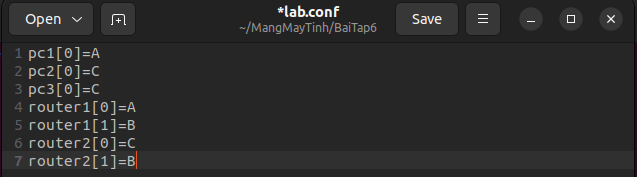 Open
*lab.conf
~/MangMayTinh/BaiTap6
Save
1 pc1[0]=A
2 pc2[0]=C
3 pc3[0]=C
4 router1[0]=A
5 router1[1]=B
6 router2[0]=C
7 router2[1]=B